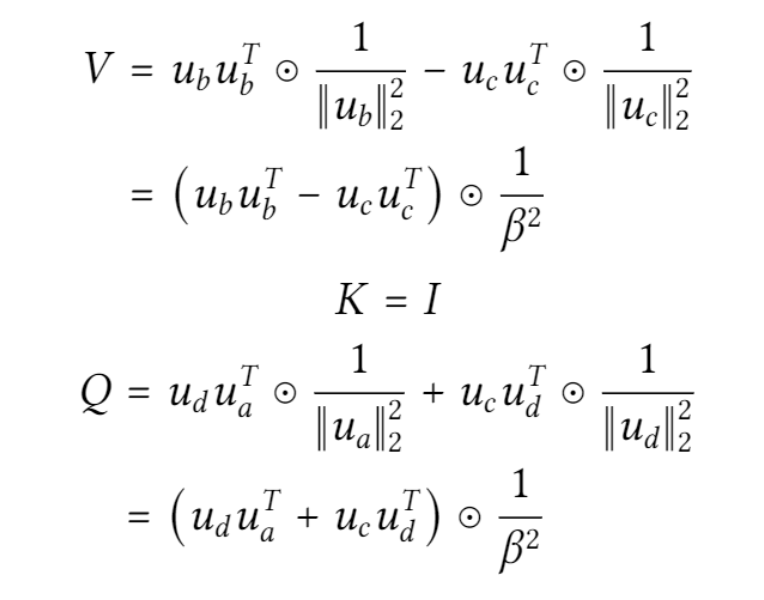 V = u_b u_b^T ⊙ 1/‖u_b‖_2^2 − u_c u_c^T ⊙ 1/‖u_c‖_2^2
= (u_b u_b^T − u_c u_c^T) ⊙ 1/β^2
K = I
Q = u_d u_a^T ⊙ 1/‖u_a‖_2^2 + u_c u_d^T ⊙ 1/‖u_d‖_2^2
= (u_d u_a^T + u_c u_d^T) ⊙ 1/β^2